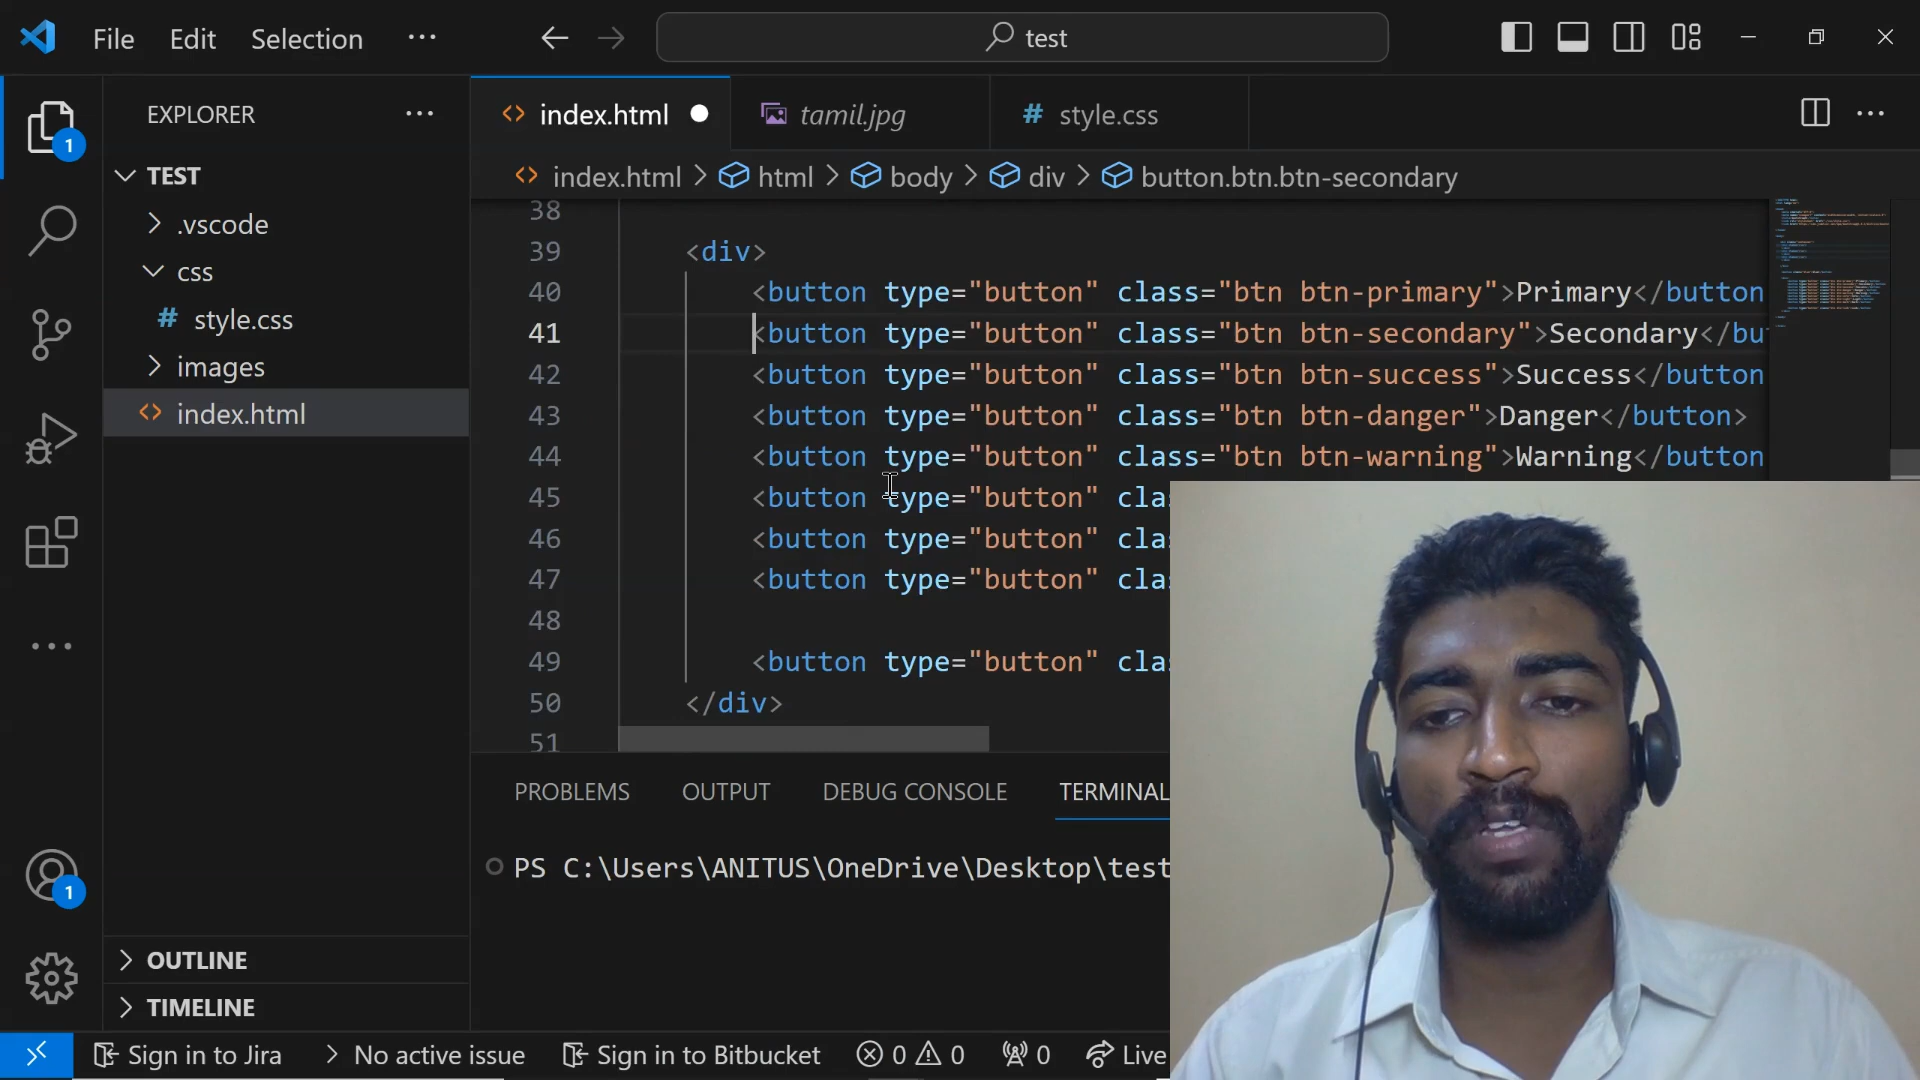 File Edit Selection ··· test
EXPLORER ···
index.html
tamil.jpg
# style.css
index.html > html > body > div > button.btn.btn-secondary
TEST
.vscode
css
# style.css
images
index.html
OUTLINE
TIMELINE
1
1
38
39 <div>
40 <button type="button" class="btn btn-primary">Primary</button
41 <button type="button" class="btn btn-secondary">Secondary</bu
42 <button type="button" class="btn btn-success">Success</button
43 <button type="button" class="btn btn-danger">Danger</button>
44 <button type="button" class="btn btn-warning">Warning</button
45 <button type="button" cla
46 <button type="button" cla
47 <button type="button" cla
48
49 <button type="button" cla
50 </div>
51
PROBLEMS OUTPUT DEBUG CONSOLE TERMINAL
PS C:\Users\ANITUS\OneDrive\Desktop\test
Sign in to Jira No active issue Sign in to Bitbucket 0 0 0 Live